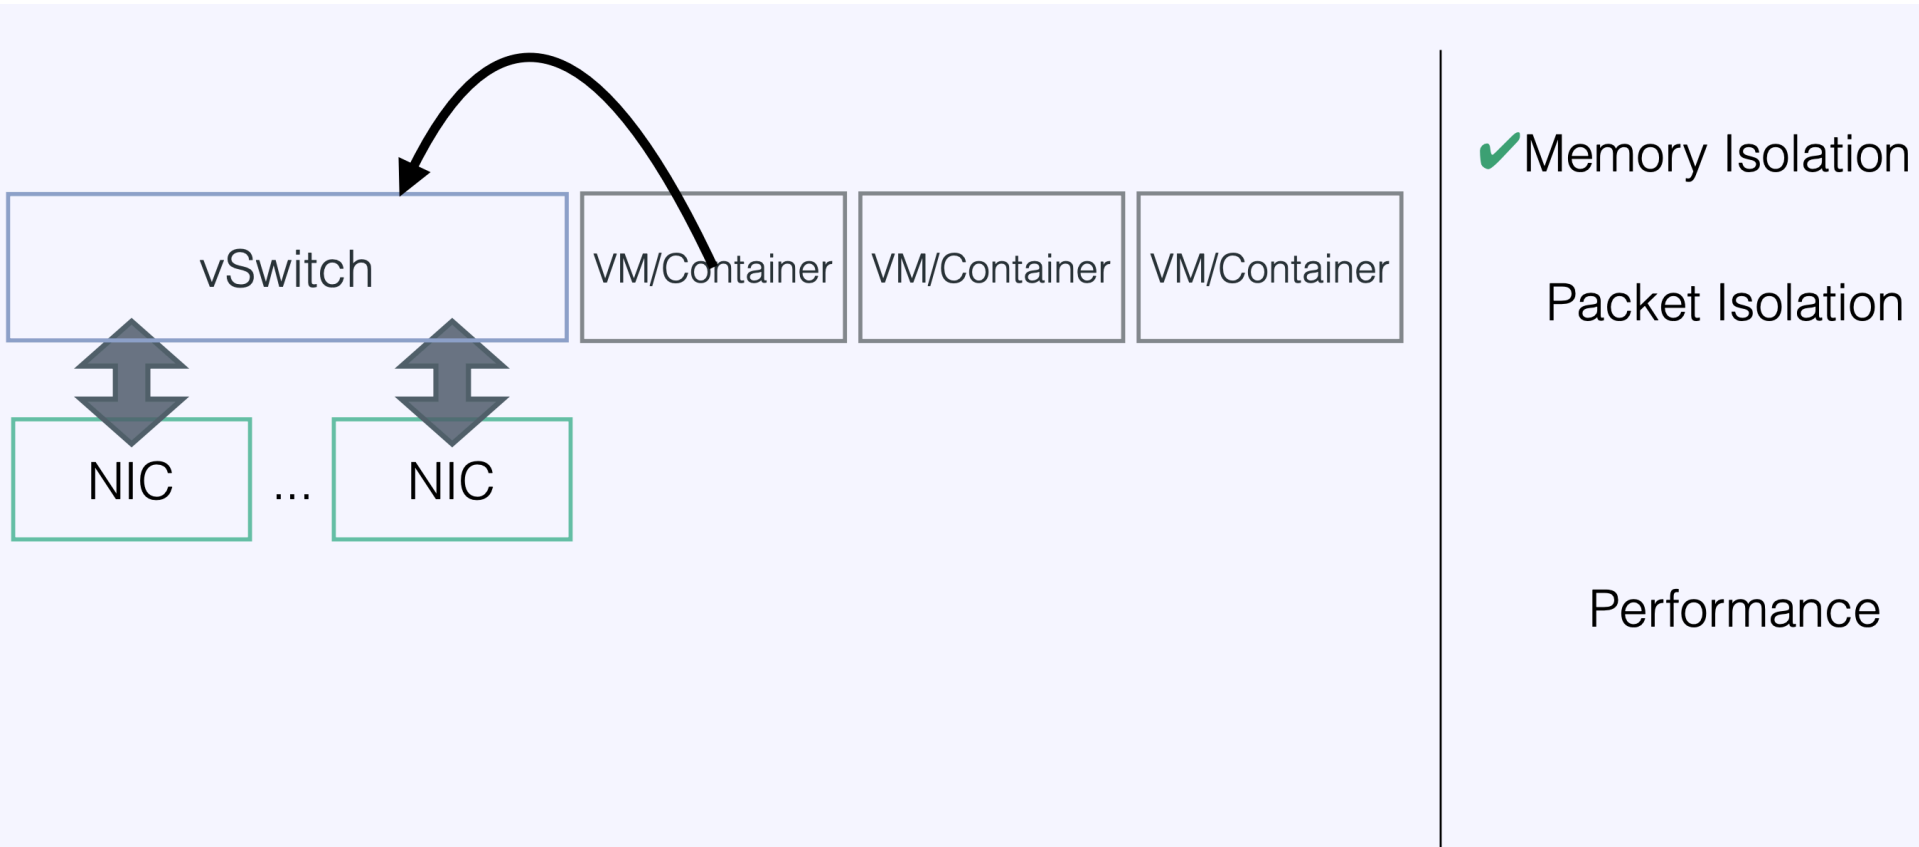 ✔Memory Isolation
vSwitch
VM/Container
VM/Container
VM/Container
Packet Isolation
NIC
...
NIC
Performance